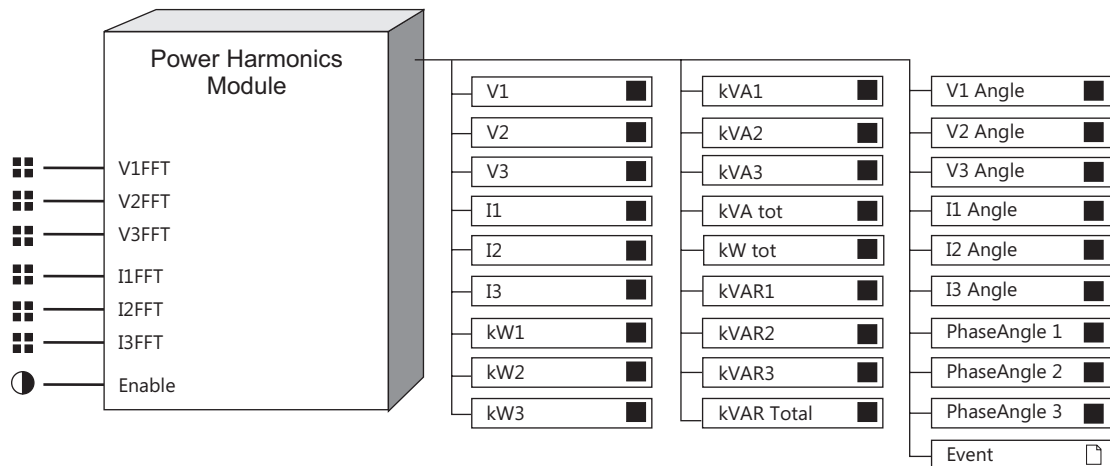 Power Harmonics
Module
V1FFT
V2FFT
V3FFT
I1FFT
I2FFT
I3FFT
Enable
V1
V2
V3
I1
I2
I3
kW1
kW2
kW3
kVA1
kVA2
kVA3
kVA tot
kW tot
kVAR1
kVAR2
kVAR3
kVAR Total
V1 Angle
V2 Angle
V3 Angle
I1 Angle
I2 Angle
I3 Angle
PhaseAngle 1
PhaseAngle 2
PhaseAngle 3
Event